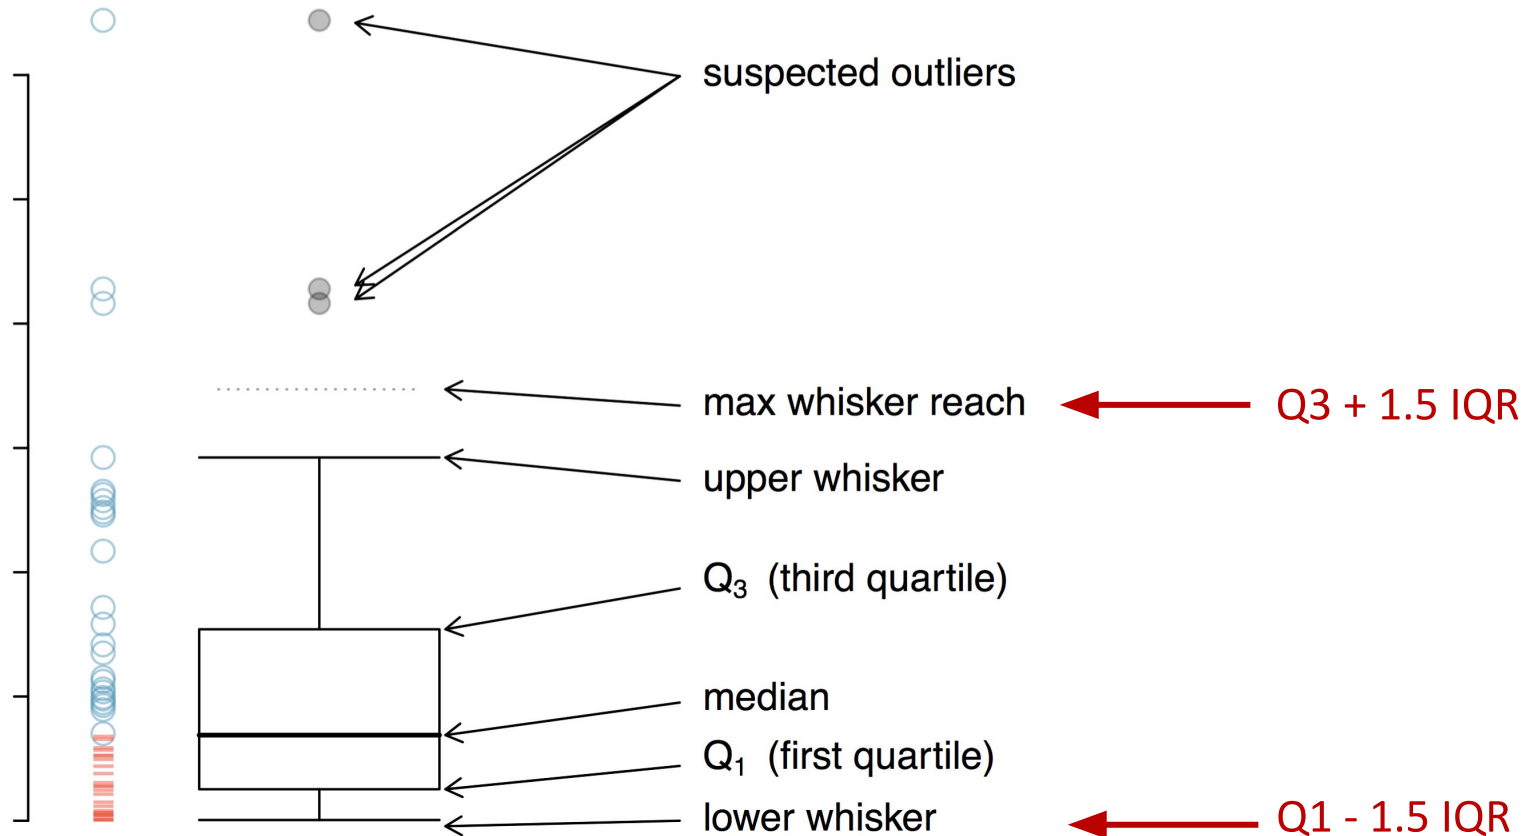 suspected outliers
max whisker reach
Q3 + 1.5 IQR
upper whisker
Q3 (third quartile)
median
Q1 (first quartile)
lower whisker
Q1 - 1.5 IQR